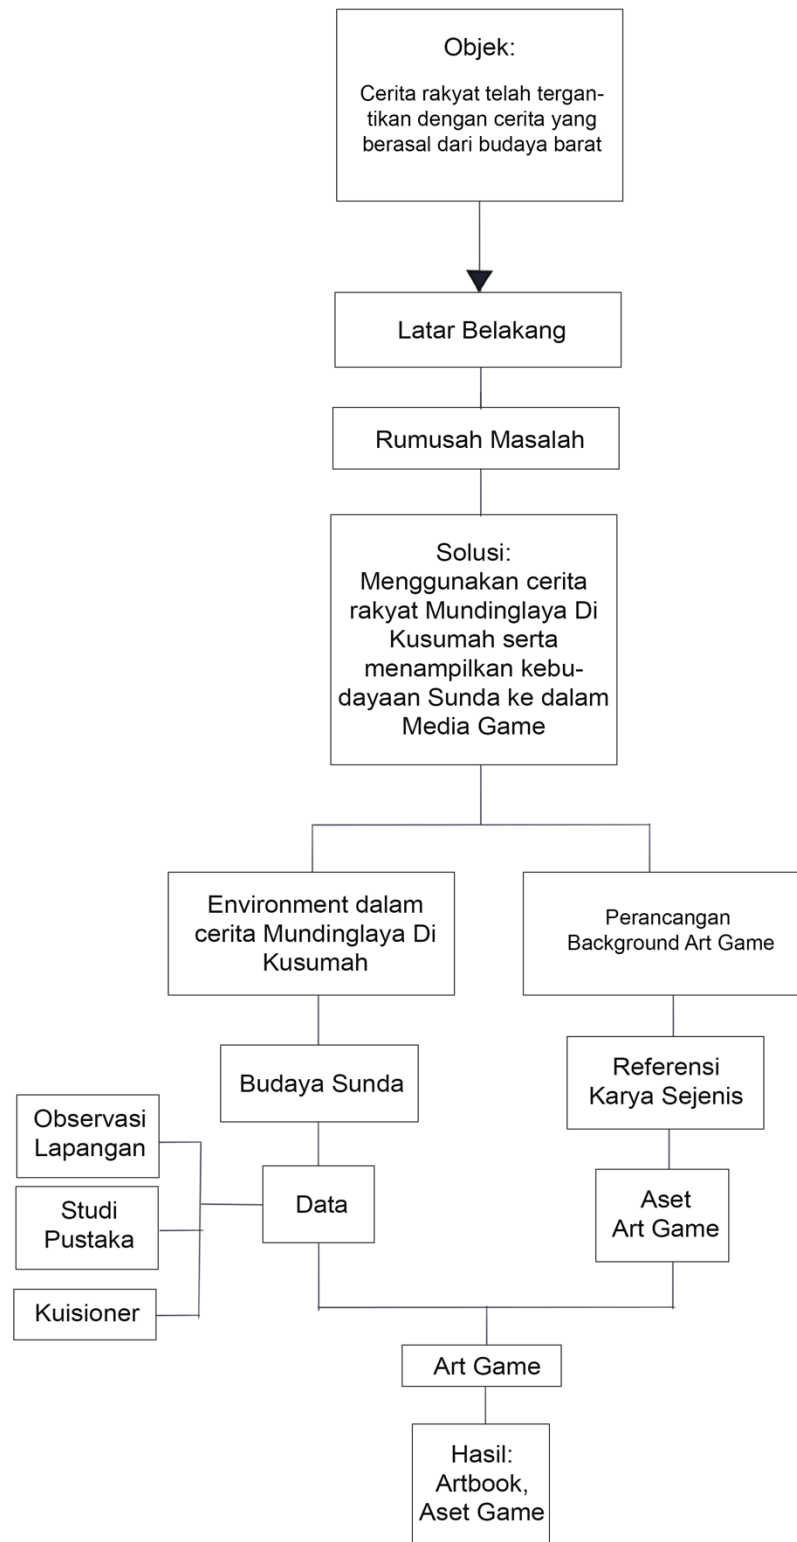 Objek:
Cerita rakyat telah tergan-
tikan dengan cerita yang
berasal dari budaya barat
Latar Belakang
Rumusah Masalah
Solusi:
Menggunakan cerita
rakyat Mundinglaya Di
Kusumah serta
menampilkan kebu-
dayaan Sunda ke dalam
Media Game
Environment dalam
cerita Mundinglaya Di
Kusumah
Perancangan
Background Art Game
Budaya Sunda
Referensi
Karya Sejenis
Observasi
Lapangan
Studi
Pustaka
Kuisioner
Data
Aset
Art Game
Art Game
Hasil:
Artbook,
Aset Game